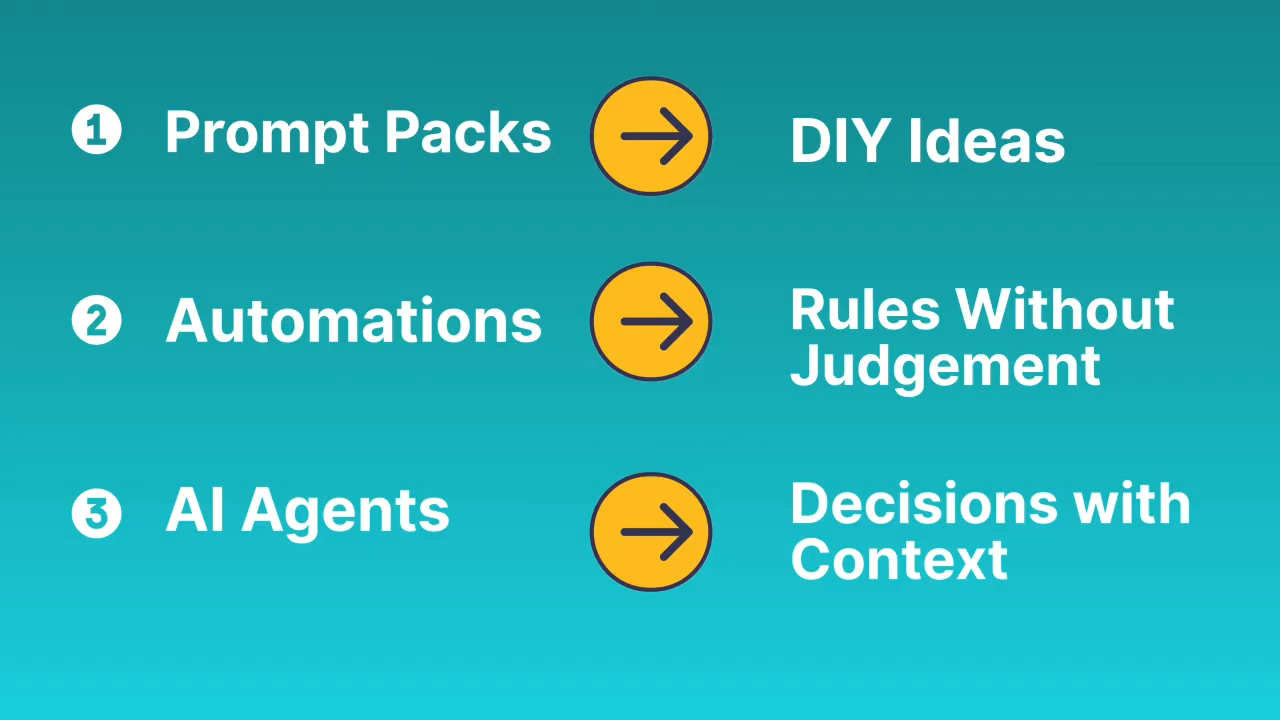 1 Prompt Packs
DIY Ideas
2 Automations
Rules Without
Judgement
3 AI Agents
Decisions with
Context